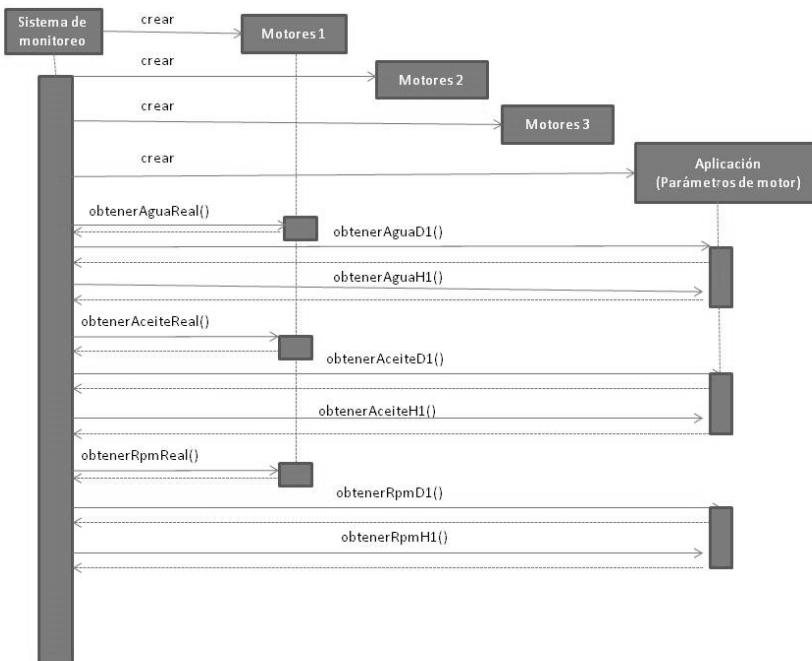 Sistema de
monitoreo
crear
Motores 1
crear
Motores 2
crear
Motores 3
crear
Aplicación
(Parámetros de motor)
obtenerAguaReal()
obtenerAguaD1()
obtenerAguaH1()
obtenerAceiteReal()
obtenerAceiteD1()
obtenerAceiteH1()
obtenerRpmReal()
obtenerRpmD1()
obtenerRpmH1()